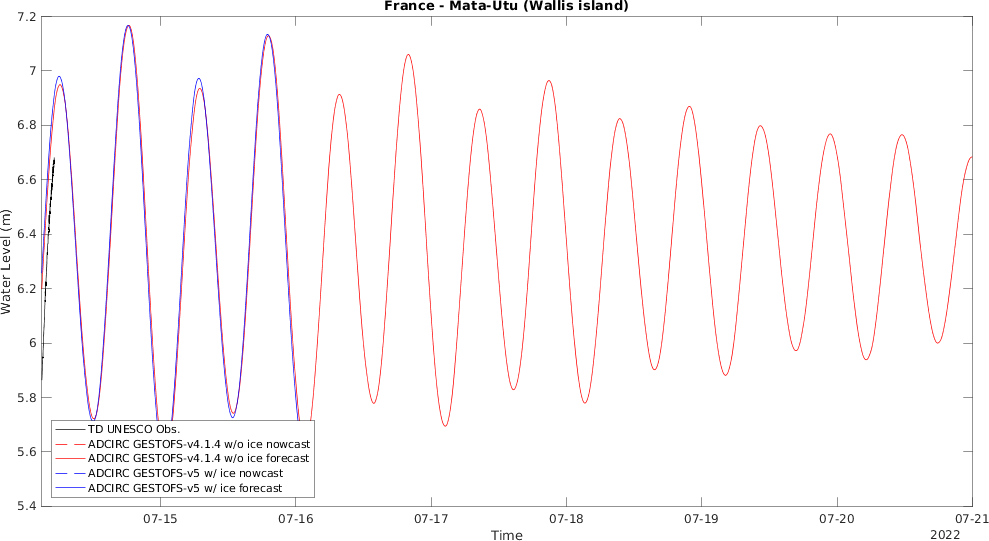 France - Mata-Utu (Wallis island)
7.2
7
6.8
6.6
6.4
6.2
6
5.8
5.6
5.4
Water Level (m)
TD UNESCO Obs.
ADCIRC GESTOFS-v4.1.4 w/o ice nowcast
ADCIRC GESTOFS-v4.1.4 w/o ice forecast
ADCIRC GESTOFS-v5 w/ ice nowcast
ADCIRC GESTOFS-v5 w/ ice forecast
07-15 07-16 07-17 07-18 07-19 07-20 07-21
Time 2022